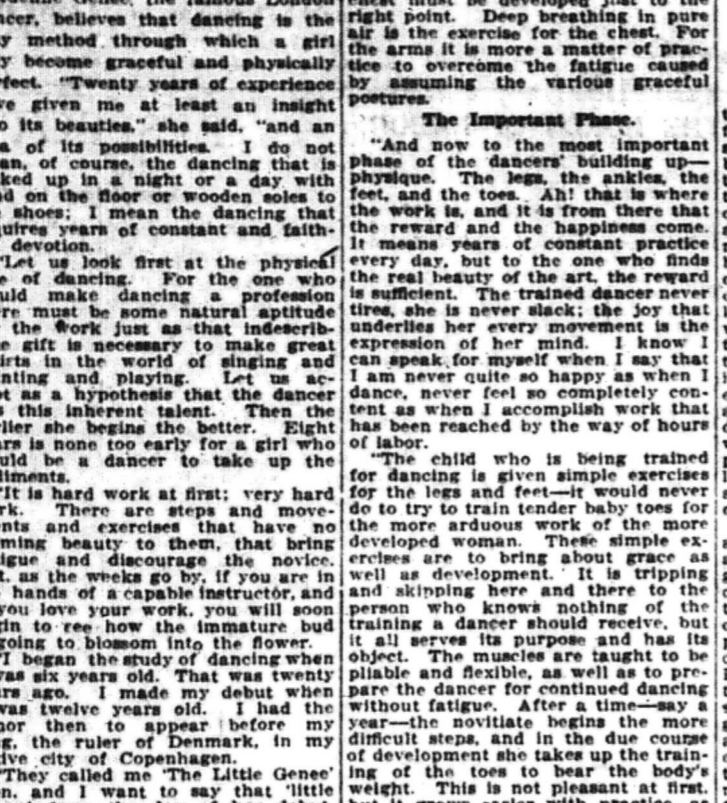 ncer, believes that dancing is the
y method through which a girl
y become graceful and physically
fect. "Twenty years of experience
ve given me at least an insight
o its beauties," she said, "and an
a of its possibilities. I do not
an, of course, the dancing that is
ked up in a night or a day with
d on the floor or wooden soles to
shoes; I mean the dancing that
uires years of constant and faith-
devotion.
"Let us look first at the physical
e of dancing. For the one who
uld make dancing a profession
re must be some natural aptitude
the work just as that indescrib-
e gift is necessary to make great
irts in the world of singing and
nting and playing. Let us ac-
pt as a hypothesis that the dancer
s this inherent talent. Then the
lier she begins the better. Eight
ars is none too early for a girl who
uld be a dancer to take up the
diments.
"It is hard work at first; very hard
rk. There are steps and move-
nts and exercises that have no
ming beauty to them, that bring
igue and discourage the novice.
t, as the weeks go by, if you are in
hands of a capable instructor, and
you love your work, you will soon
gin to see how the immature bud
going to blossom into the flower.
"I began the study of dancing when
was six years old. That was twenty
ars ago. I made my debut when
was twelve years old. I had the
nor then to appear before my
g, the ruler of Denmark, in my
ive city of Copenhagen.
"They called me 'The Little Genee'
n, and I want to say that 'little
right point. Deep breathing in pure
air is the exercise for the chest. For
the arms it is more a matter of prac-
tice to overcome the fatigue caused
by assuming the various graceful
postures.
The Important Phase.
"And now to the most important
phase of the dancers' building up—
physique. The legs, the ankles, the
feet, and the toes. Ah! that is where
the work is, and it is from there that
the reward and the happiness come.
It means years of constant practice
every day, but to the one who finds
the real beauty of the art, the reward
is sufficient. The trained dancer never
tires, she is never slack; the joy that
underlies her every movement is the
expression of her mind. I know I
can speak for myself when I say that
I am never quite so happy as when I
dance, never feel so completely con-
tent as when I accomplish work that
has been reached by the way of hours
of labor.
"The child who is being trained
for dancing is given simple exercises
for the legs and feet—it would never
do to try to train tender baby toes for
the more arduous work of the more
developed woman. These simple ex-
ercises are to bring about grace as
well as development. It is tripping
and skipping here and there to the
person who knows nothing of the
training a dancer should receive, but
it all serves its purpose and has its
object. The muscles are taught to be
pliable and flexible, as well as to pre-
pare the dancer for continued dancing
without fatigue. After a time—say a
year—the novitiate begins the more
difficult steps, and in the due course
of development she takes up the train-
ing of the toes to bear the body's
weight. This is not pleasant at first,